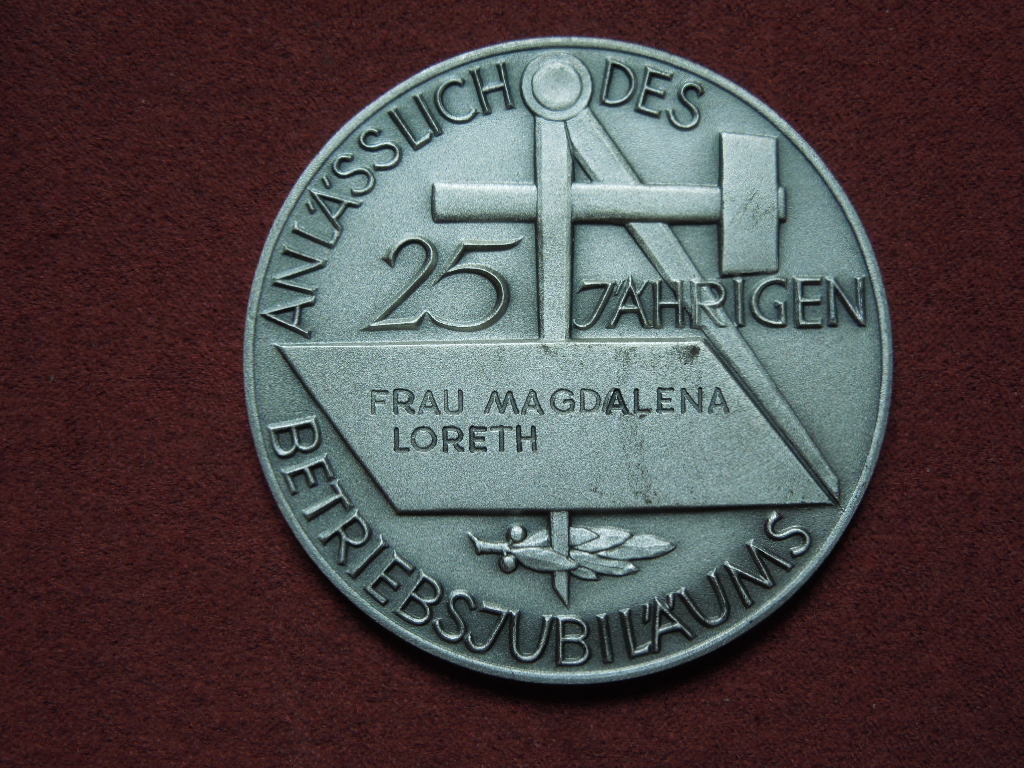 ANLÄSSLICH DES
25 JÄHRIGEN
FRAU MAGDALENA
LORETH
BETRIEBSJUBILÄUMS